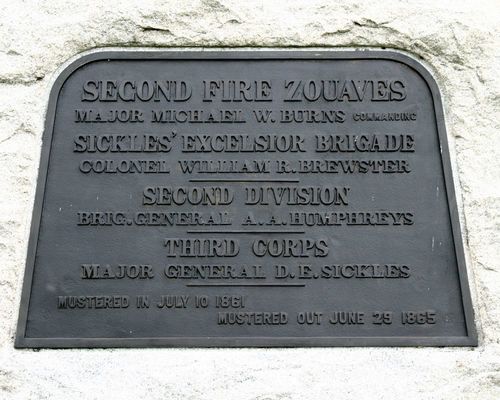 SECOND FIRE ZOUAVES
MAJOR MICHAEL W. BURNS COMMANDING
SICKLES' EXCELSIOR BRIGADE
COLONEL WILLIAM R. BREWSTER
SECOND DIVISION
BRIG. GENERAL A. A. HUMPHREYS
THIRD CORPS
MAJOR GENERAL D. E. SICKLES
MUSTERED IN JULY 10 1861
MUSTERED OUT JUNE 29 1865